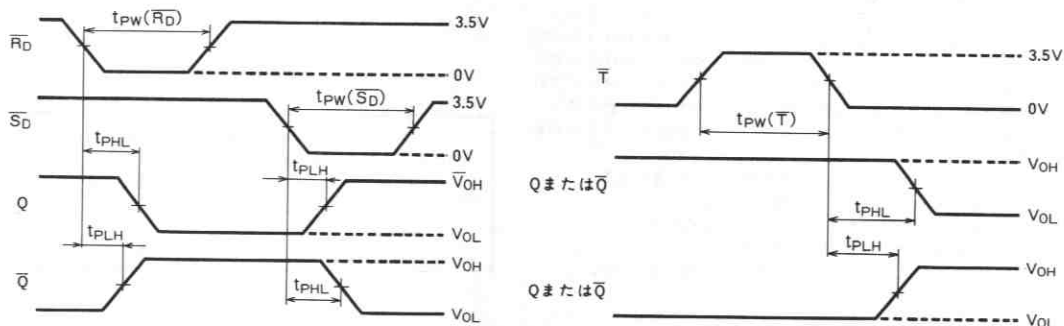 R̅D̅
tPW(R̅D̅)
3.5V
0V
S̅D̅
tPW(S̅D̅)
3.5V
0V
tPHL
tPLH
Q
V̅OH
VOL
tPLH
Q̅
tPHL
VOH
VOL
T̅
3.5V
0V
tPW(T̅)
QまたはQ̅
VOH
tPHL
VOL
tPLH
QまたはQ̅
VOH
VOL